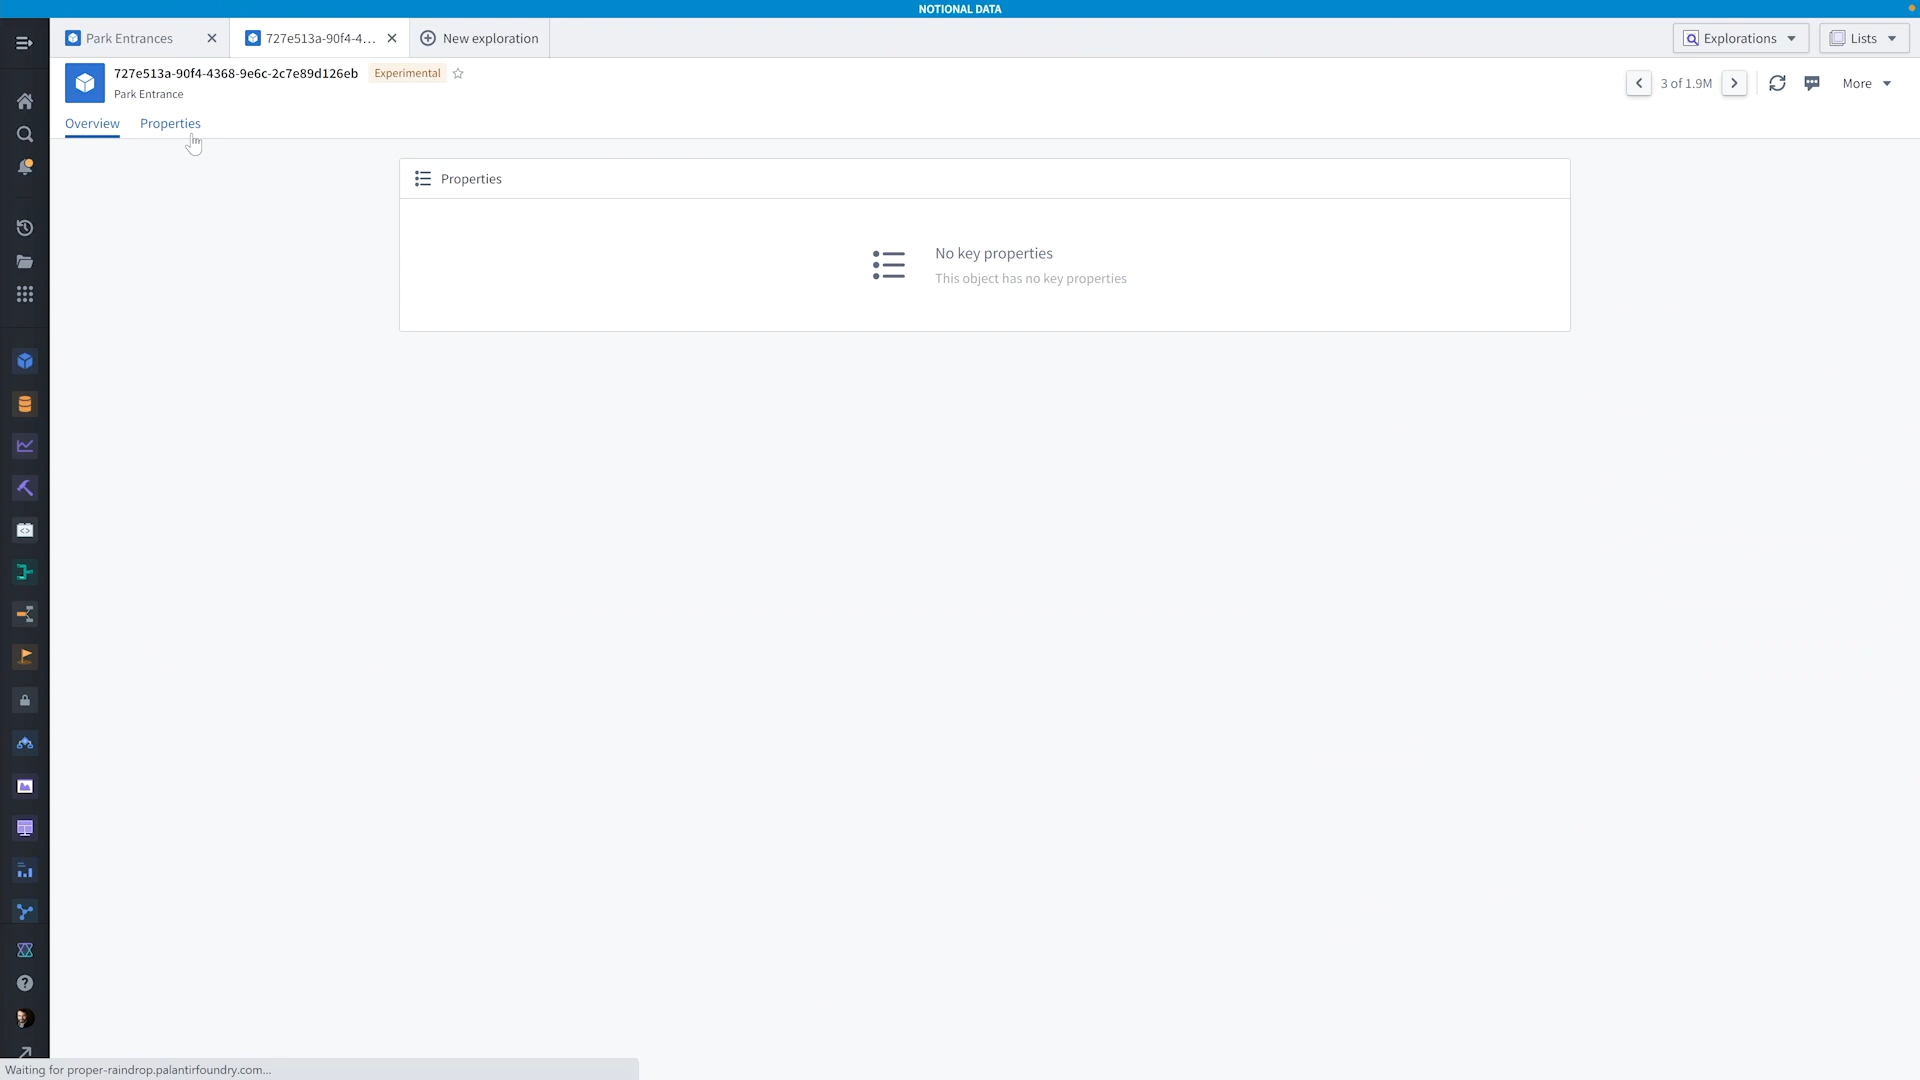 NOTIONAL DATA
Park Entrances
727e513a-90f4-4...
New exploration
Explorations
Lists
727e513a-90f4-4368-9e6c-2c7e89d126eb
Experimental
Park Entrance
3 of 1.9M
More
Overview
Properties
Properties
No key properties
This object has no key properties
Waiting for proper-raindrop.palantirfoundry.com...